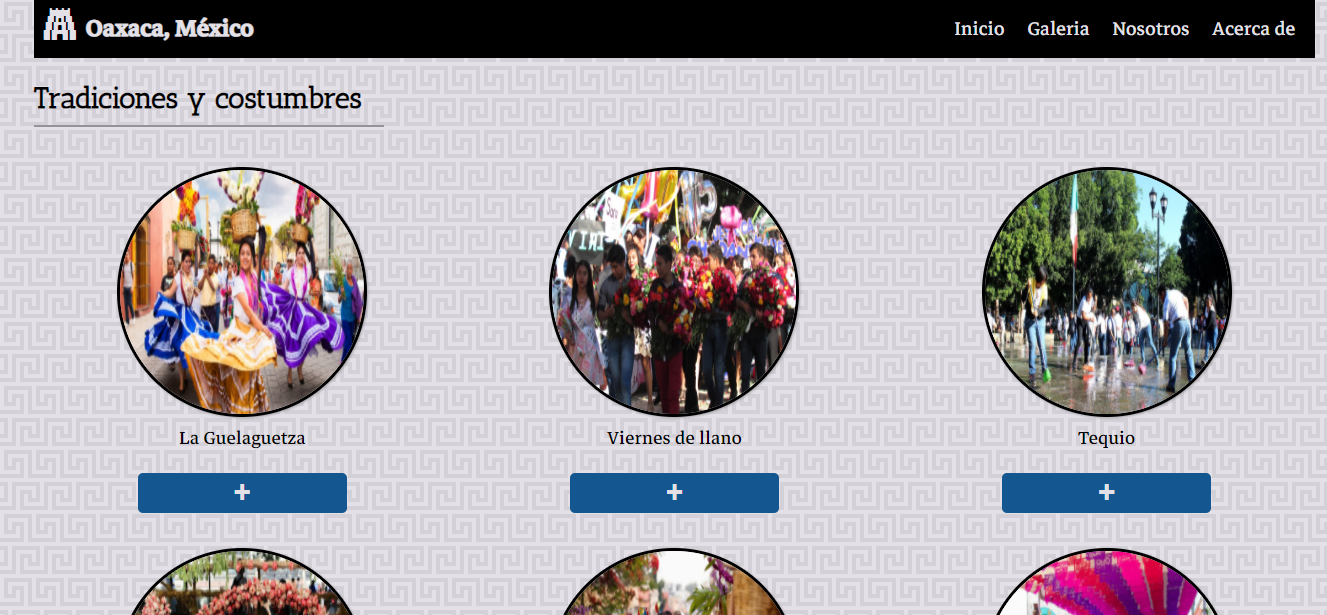 Oaxaca, México
Inicio Galeria Nosotros Acerca de
Tradiciones y costumbres
La Guelaguetza
Viernes de llano
Tequio
+
+
+